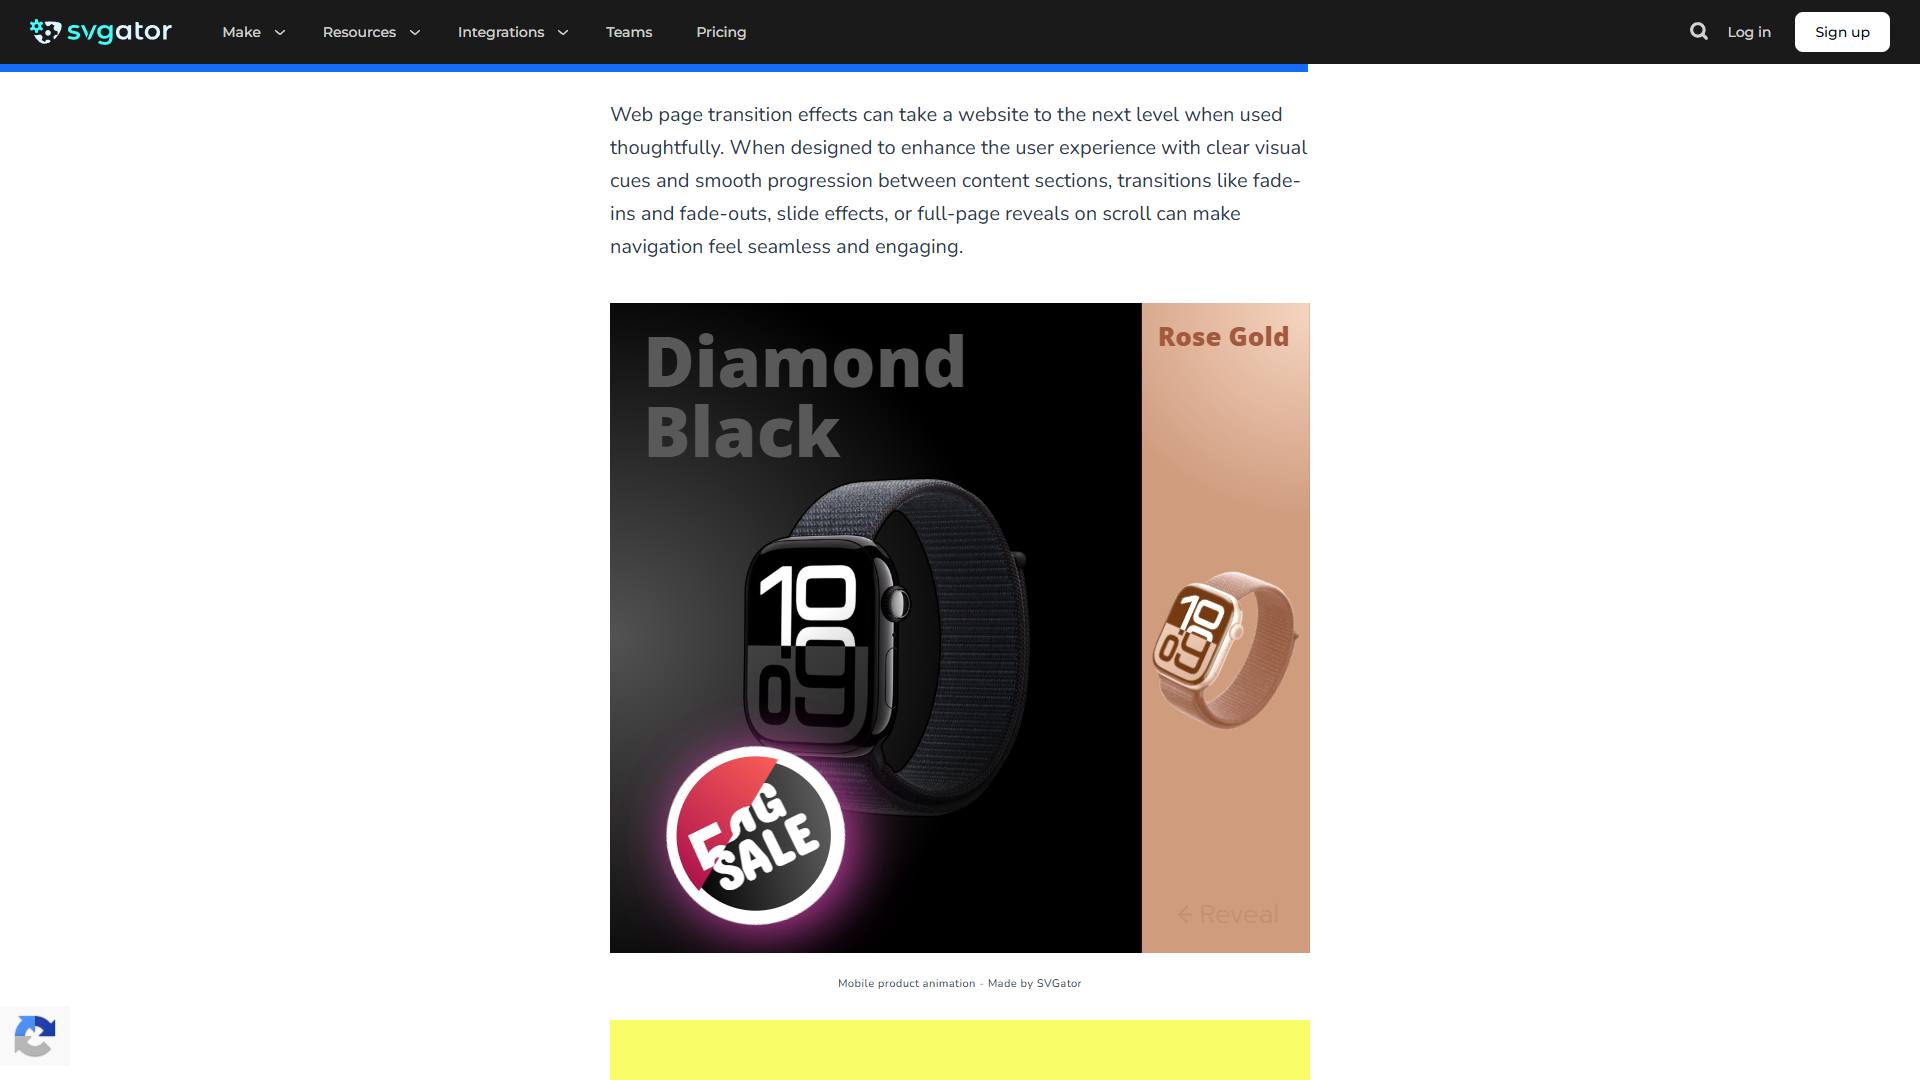 svgator
Make
Resources
Integrations
Teams
Pricing
Log in
Sign up
Web page transition effects can take a website to the next level when used
thoughtfully. When designed to enhance the user experience with clear visual
cues and smooth progression between content sections, transitions like fade-
ins and fade-outs, slide effects, or full-page reveals on scroll can make
navigation feel seamless and engaging.
Diamond
Black
Rose Gold
10
09
10
09
SALE
← Reveal
Mobile product animation - Made by SVGator